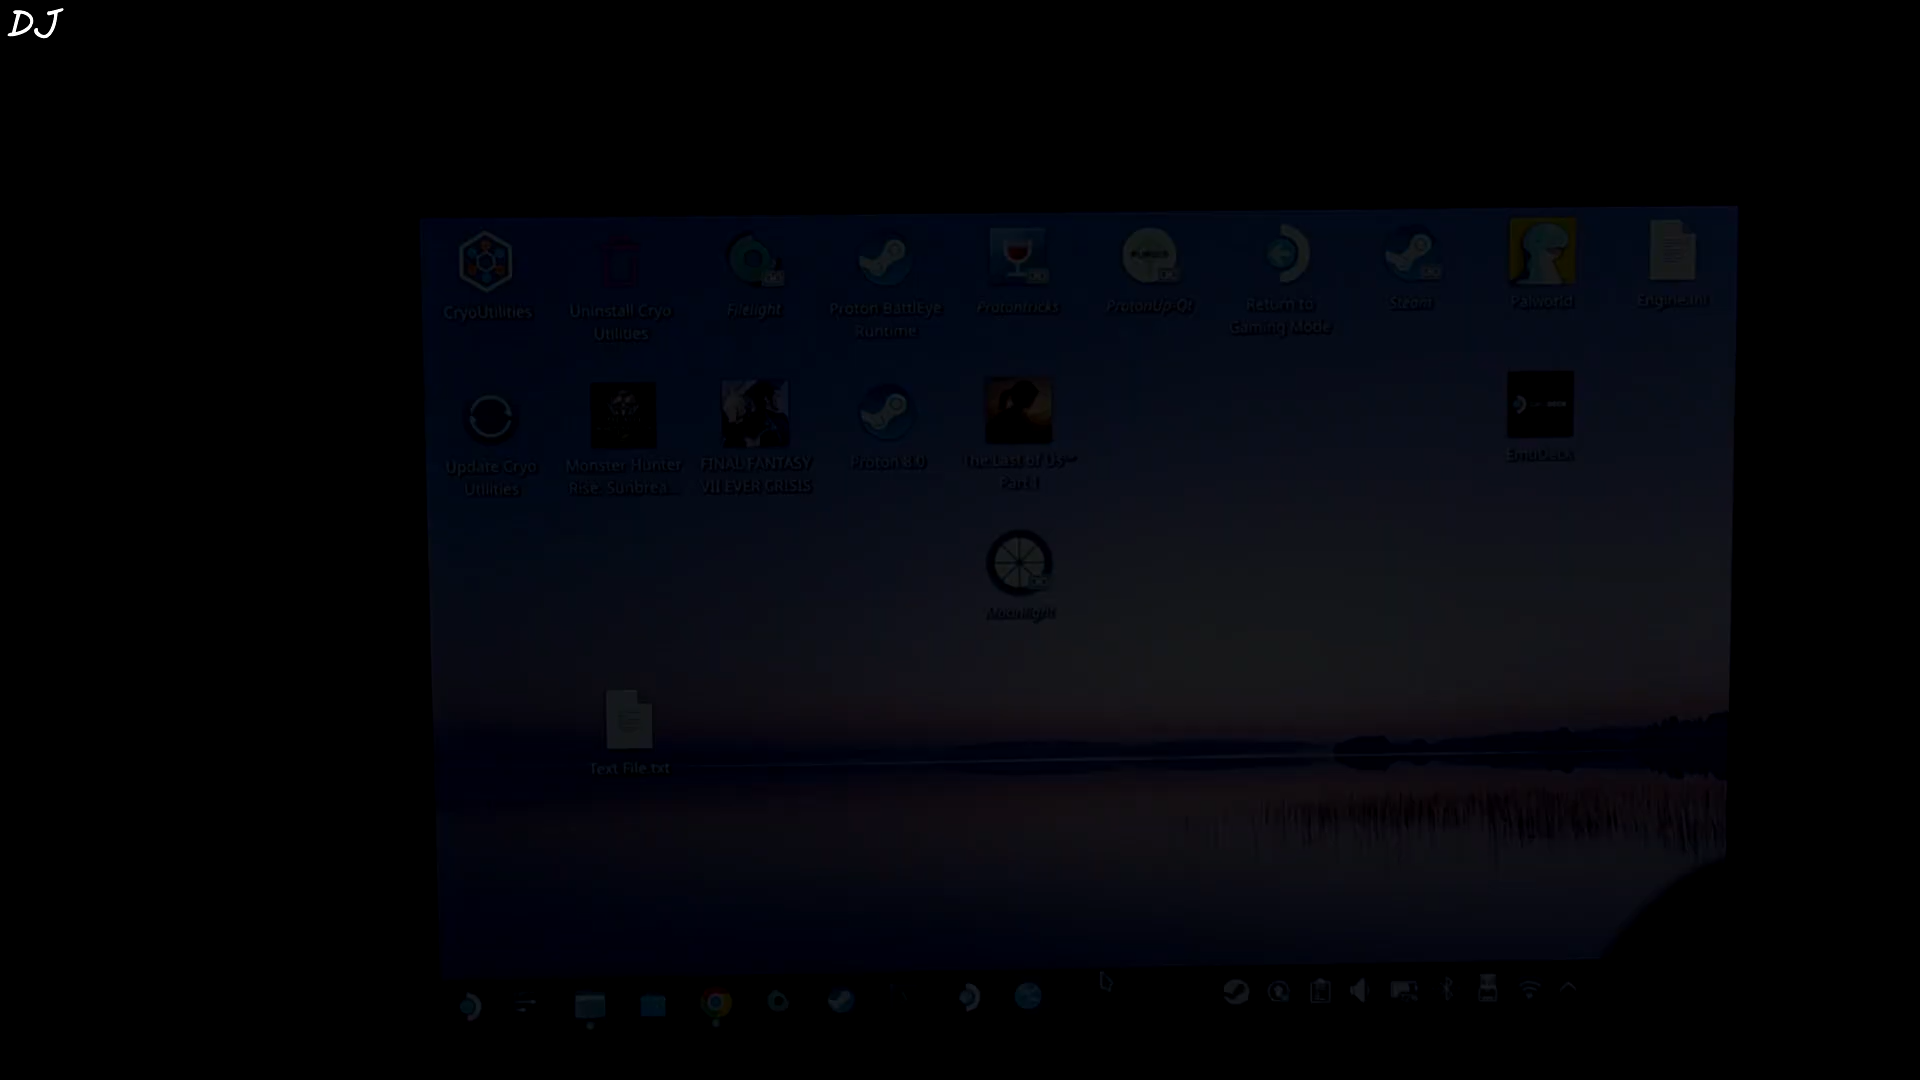 DJ
CryoUtilities
Uninstall Cryo
Utilities
Filelight
Proton BattlEye
Runtime
Protontricks
ProtonUp-Qt
Return to
Gaming Mode
Steam
Palworld
Engine.ini
Update Cryo
Utilities
Monster Hunter
Rise: Sunbrea...
FINAL FANTASY
VII EVER CRISIS
Proton 8.0
The Last of Us™
Part I
DECK
EmuDeck
Moonlight
Text File.txt